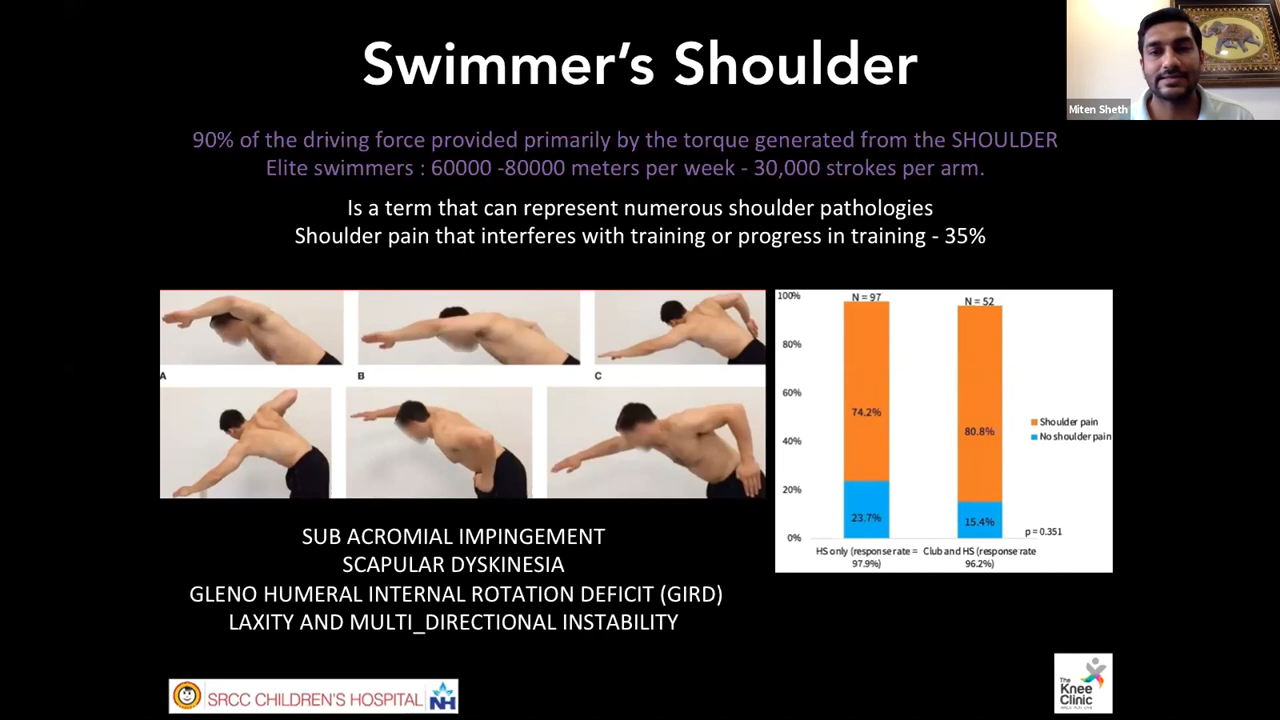 Swimmer's Shoulder
Miten Sheth
90% of the driving force provided primarily by the torque generated from the SHOULDER
Elite swimmers : 60000 -80000 meters per week - 30,000 strokes per arm.
Is a term that can represent numerous shoulder pathologies
Shoulder pain that interferes with training or progress in training - 35%
A
B
C
100%
80%
60%
40%
20%
0%
N = 97
N = 52
74.2%
80.8%
23.7%
15.4%
Shoulder pain
No shoulder pain
p = 0.351
HS only (response rate = 97.9%)
Club and HS (response rate 96.2%)
SUB ACROMIAL IMPINGEMENT
SCAPULAR DYSKINESIA
GLENO HUMERAL INTERNAL ROTATION DEFICIT (GIRD)
LAXITY AND MULTI_DIRECTIONAL INSTABILITY
SRCC CHILDREN'S HOSPITAL
NH
The
Knee
Clinic